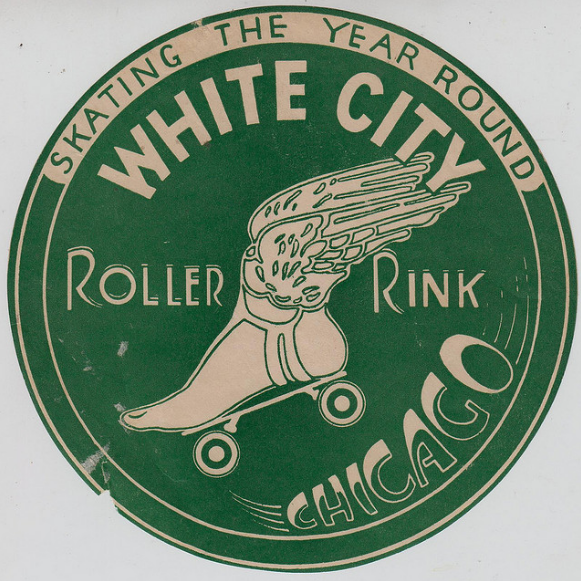 SKATING THE YEAR ROUND
WHITE CITY
ROLLER RINK
CHICAGO